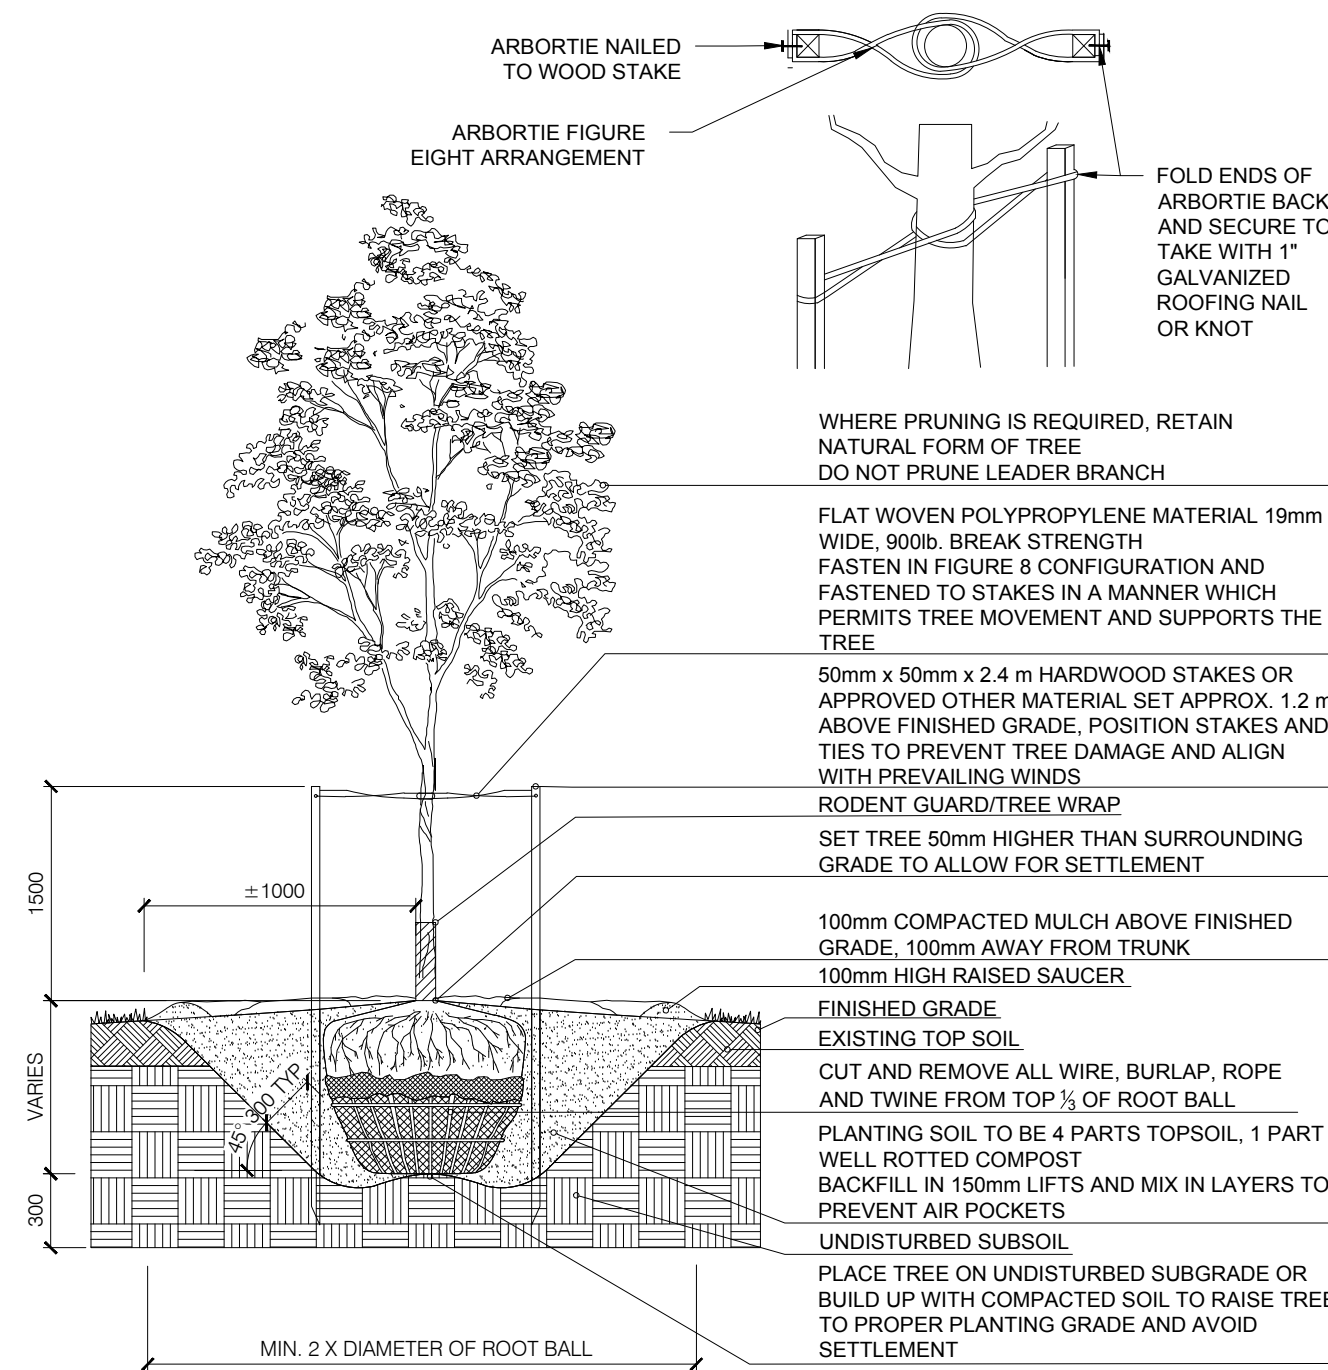 ARBORTIE NAILED
TO WOOD STAKE
ARBORTIE FIGURE
EIGHT ARRANGEMENT
FOLD ENDS OF
ARBORTIE BACK
AND SECURE TO
TAKE WITH 1"
GALVANIZED
ROOFING NAIL
OR KNOT
WHERE PRUNING IS REQUIRED, RETAIN
NATURAL FORM OF TREE
DO NOT PRUNE LEADER BRANCH
FLAT WOVEN POLYPROPYLENE MATERIAL 19mm
WIDE, 900lb. BREAK STRENGTH
FASTEN IN FIGURE 8 CONFIGURATION AND
FASTENED TO STAKES IN A MANNER WHICH
PERMITS TREE MOVEMENT AND SUPPORTS THE
TREE
50mm x 50mm x 2.4 m HARDWOOD STAKES OR
APPROVED OTHER MATERIAL SET APPROX. 1.2 m
ABOVE FINISHED GRADE, POSITION STAKES AND
TIES TO PREVENT TREE DAMAGE AND ALIGN
WITH PREVAILING WINDS
RODENT GUARD/TREE WRAP
SET TREE 50mm HIGHER THAN SURROUNDING
GRADE TO ALLOW FOR SETTLEMENT
100mm COMPACTED MULCH ABOVE FINISHED
GRADE, 100mm AWAY FROM TRUNK
100mm HIGH RAISED SAUCER
FINISHED GRADE
EXISTING TOP SOIL
CUT AND REMOVE ALL WIRE, BURLAP, ROPE
AND TWINE FROM TOP ⅓ OF ROOT BALL
PLANTING SOIL TO BE 4 PARTS TOPSOIL, 1 PART
WELL ROTTED COMPOST
BACKFILL IN 150mm LIFTS AND MIX IN LAYERS TO
PREVENT AIR POCKETS
UNDISTURBED SUBSOIL
PLACE TREE ON UNDISTURBED SUBGRADE OR
BUILD UP WITH COMPACTED SOIL TO RAISE TREE
TO PROPER PLANTING GRADE AND AVOID
SETTLEMENT
1500
±1000
VARIES
300
45°
300 TYP
MIN. 2 X DIAMETER OF ROOT BALL